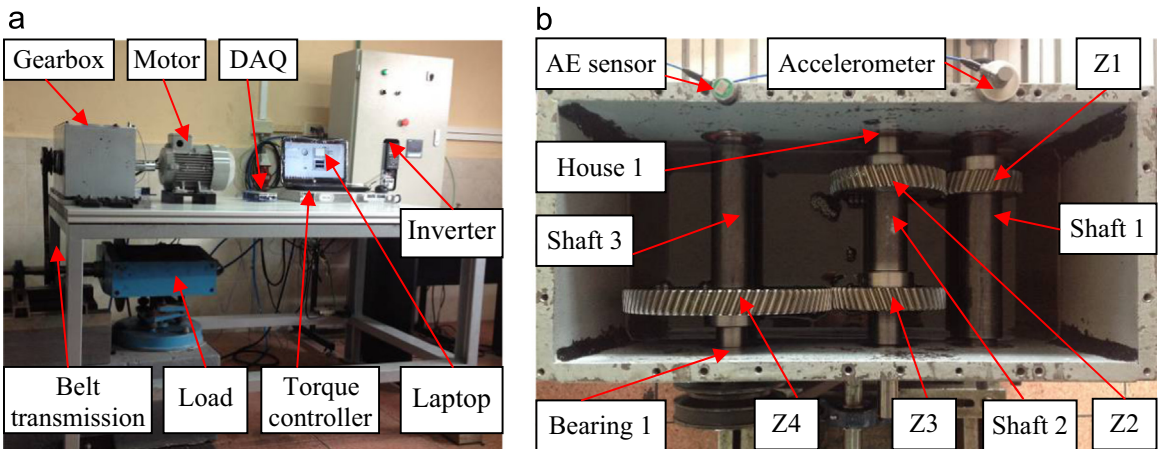 a
Gearbox
Motor
DAQ
Inverter
Belt
transmission
Load
Torque
controller
Laptop
b
AE sensor
Accelerometer
Z1
House 1
Shaft 3
Shaft 1
Bearing 1
Z4
Z3
Shaft 2
Z2